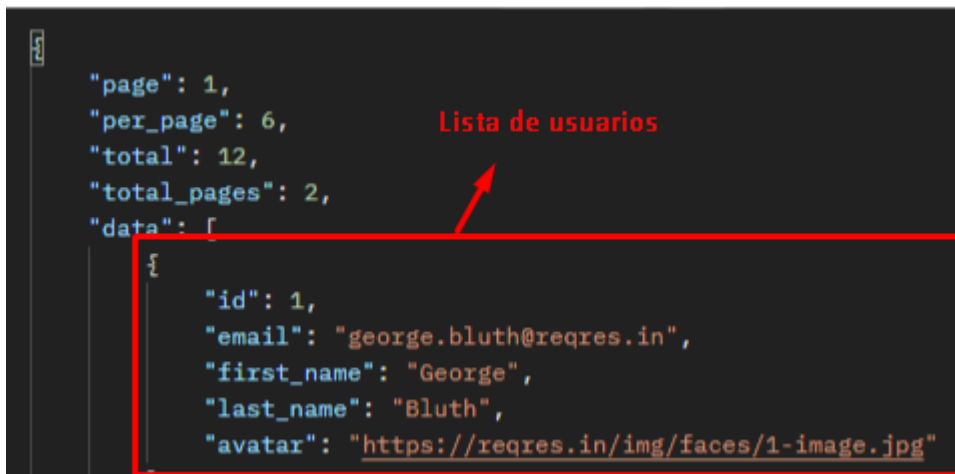 {
"page": 1,
"per_page": 6,
Lista de usuarios
"total": 12,
"total_pages": 2,
"data": [
{
"id": 1,
"email": "george.bluth@reqres.in",
"first_name": "George",
"last_name": "Bluth",
"avatar": "https://reqres.in/img/faces/1-image.jpg"